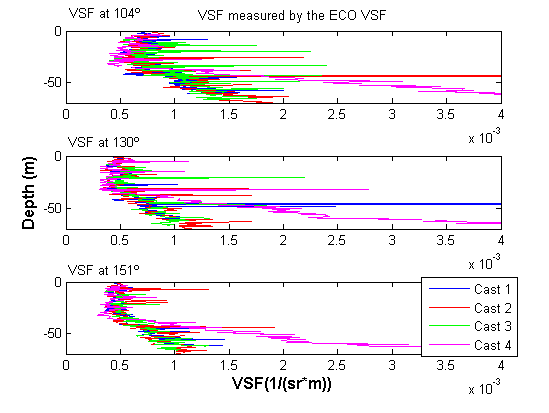 VSF at 104º
VSF measured by the ECO VSF
0
-50
0 0.5 1 1.5 2 2.5 3 3.5 4
x 10⁻³
VSF at 130º
0
-50
0 0.5 1 1.5 2 2.5 3 3.5 4
x 10⁻³
Depth (m)
VSF at 151º
0
-50
0 0.5 1 1.5 2 2.5 3 3.5 4
x 10⁻³
VSF(1/(sr*m))
Cast 1
Cast 2
Cast 3
Cast 4